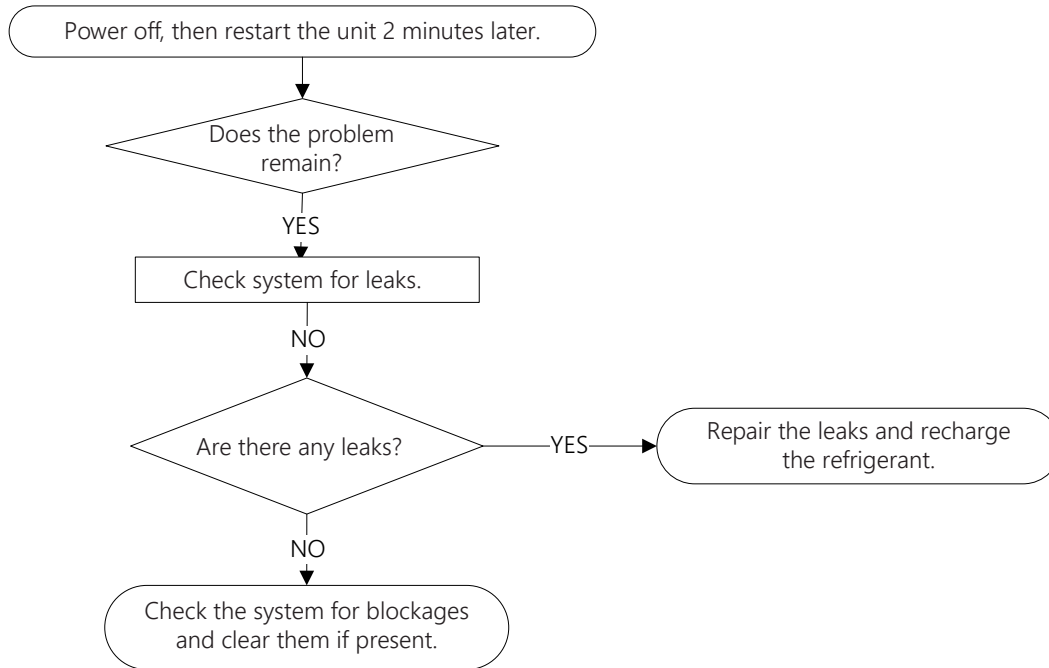 Power off, then restart the unit 2 minutes later.
Does the problem
remain?
YES
Check system for leaks.
NO
Are there any leaks?
YES
Repair the leaks and recharge
the refrigerant.
NO
Check the system for blockages
and clear them if present.